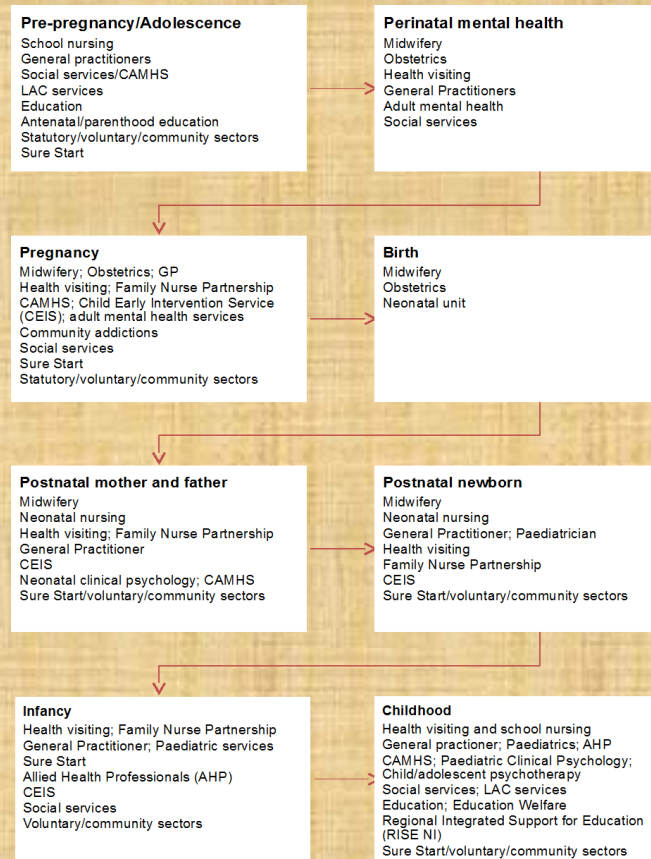 Pre-pregnancy/Adolescence
School nursing
General practitioners
Social services/CAMHS
LAC services
Education
Antenatal/parenthood education
Statutory/voluntary/community sectors
Sure Start
Perinatal mental health
Midwifery
Obstetrics
Health visiting
General Practitioners
Adult mental health
Social services
Pregnancy
Midwifery; Obstetrics; GP
Health visiting; Family Nurse Partnership
CAMHS; Child Early Intervention Service
(CEIS); adult mental health services
Community addictions
Social services
Sure Start
Statutory/voluntary/community sectors
Birth
Midwifery
Obstetrics
Neonatal unit
Postnatal mother and father
Midwifery
Neonatal nursing
Health visiting; Family Nurse Partnership
General Practitioner
CEIS
Neonatal clinical psychology; CAMHS
Sure Start/voluntary/community sectors
Postnatal newborn
Midwifery
Neonatal nursing
General Practitioner; Paediatrician
Health visiting
Family Nurse Partnership
CEIS
Sure Start/voluntary/community sectors
Infancy
Health visiting; Family Nurse Partnership
General Practitioner; Paediatric services
Sure Start
Allied Health Professionals (AHP)
CEIS
Social services
Voluntary/community sectors
Childhood
Health visiting and school nursing
General practioner; Paediatrics; AHP
CAMHS; Paediatric Clinical Psychology;
Child/adolescent psychotherapy
Social services; LAC services
Education; Education Welfare
Regional Integrated Support for Education
(RISE NI)
Sure Start/voluntary/community sectors